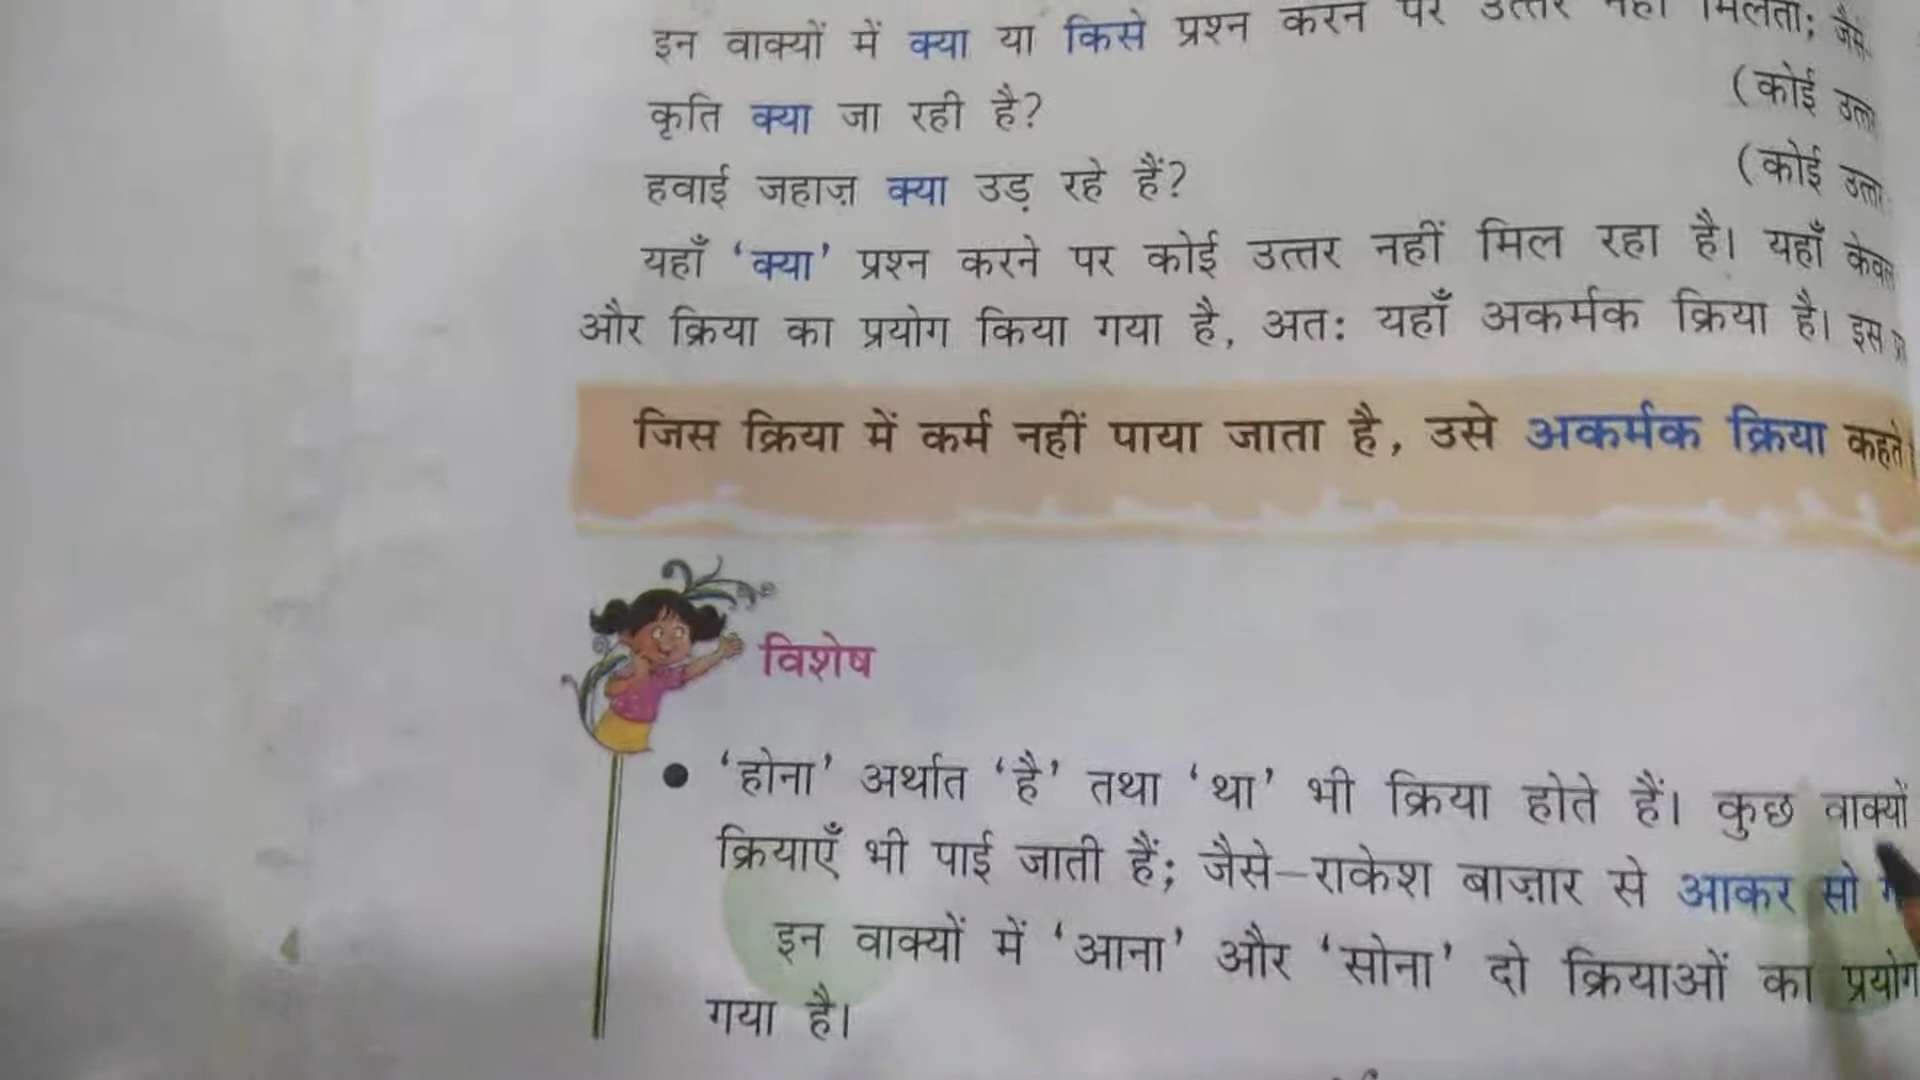 इन वाक्यों में क्या या किसे प्रश्न करने पर उत्तर नहीं मिलता; जैसे-
कृति क्या जा रही है? (कोई
हवाई जहाज़ क्या उड़ रहे हैं? (कोई
यहाँ ‘क्या’ प्रश्न करने पर कोई उत्तर नहीं मिल रहा है। यहाँ केवल
और क्रिया का प्रयोग किया गया है, अतः यहाँ अकर्मक क्रिया है। इस
जिस क्रिया में कर्म नहीं पाया जाता है, उसे अकर्मक क्रिया कहते
विशेष
● ‘होना’ अर्थात ‘है’ तथा ‘था’ भी क्रिया होते हैं। कुछ वाक्यों
क्रियाएँ भी पाई जाती हैं; जैसे–राकेश बाज़ार से आकर सो
इन वाक्यों में ‘आना’ और ‘सोना’ दो क्रियाओं का प्रयोग
गया है।